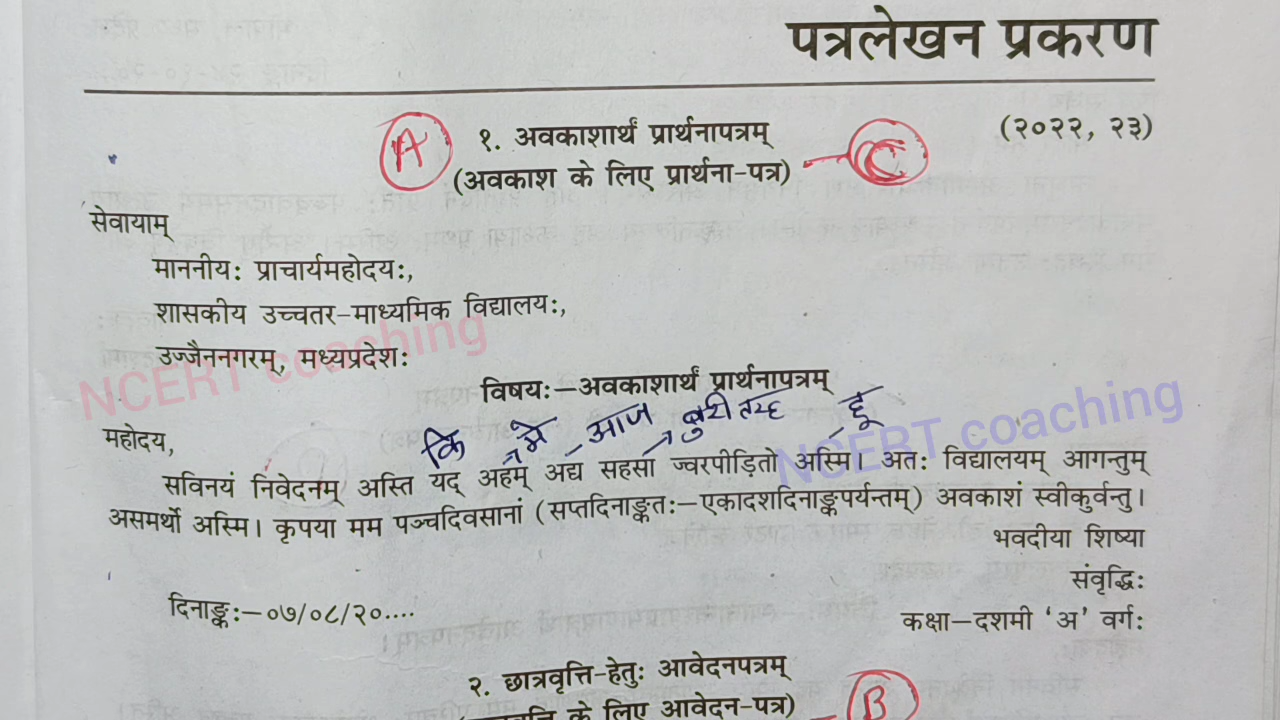 पत्रलेखन प्रकरण
A
१. अवकाशार्थं प्रार्थनापत्रम्
(२०२२, २३)
(अवकाश के लिए प्रार्थना-पत्र)
C
सेवायाम्
माननीयः प्राचार्यमहोदयः,
शासकीय उच्चतर-माध्यमिक विद्यालयः,
उज्जैननगरम्, मध्यप्रदेशः
NCERT coaching
विषयः–अवकाशार्थं प्रार्थनापत्रम्
NCERT coaching
महोदय,
कि मे आज बुरी तरह हू
सविनयं निवेदनम् अस्ति यद् अहम् अद्य सहसा ज्वरपीड़ितो अस्मि। अतः विद्यालयम् आगन्तुम्
असमर्थो अस्मि। कृपया मम पञ्चदिवसानां (सप्तदिनाङ्कतः–एकादशदिनाङ्कपर्यन्तम्) अवकाशं स्वीकुर्वन्तु।
भवदीया शिष्या
संवृद्धिः
दिनाङ्कः–०७/०८/२०....
कक्षा–दशमी ‘अ’ वर्गः
२. छात्रवृत्ति-हेतुः आवेदनपत्रम्
के लिए आवेदन-पत्र)
B